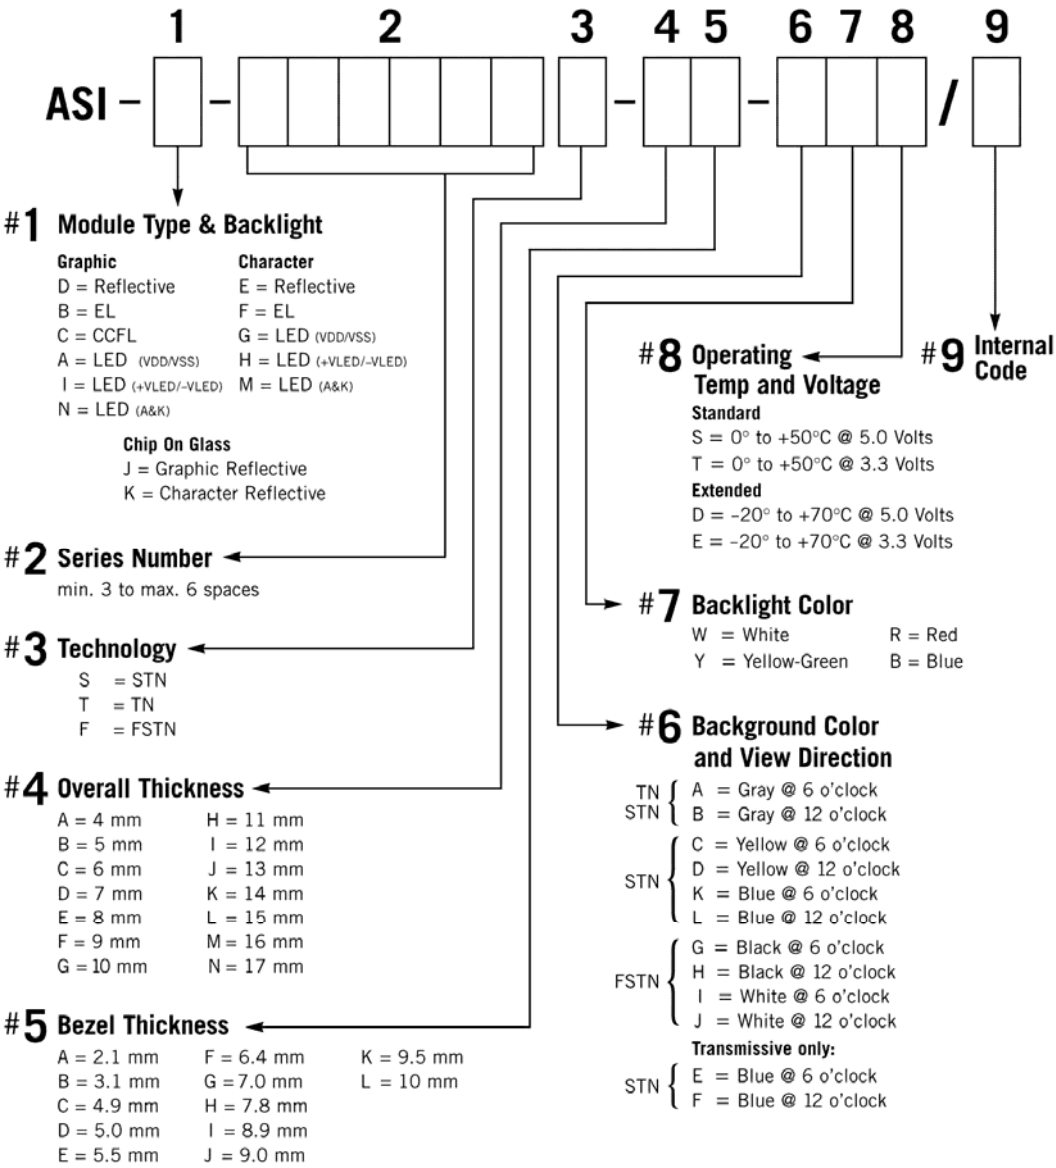 1 2 3 4 5 6 7 8 9
ASI – – – – /
#1 Module Type & Backlight
Graphic Character
D = Reflective E = Reflective
B = EL F = EL
C = CCFL G = LED (VDD/VSS)
A = LED (VDD/VSS) H = LED (+VLED/–VLED)
I = LED (+VLED/–VLED) M = LED (A&K)
N = LED (A&K)
Chip On Glass
J = Graphic Reflective
K = Character Reflective
#2 Series Number
min. 3 to max. 6 spaces
#3 Technology
S = STN
T = TN
F = FSTN
#4 Overall Thickness
A = 4 mm H = 11 mm
B = 5 mm I = 12 mm
C = 6 mm J = 13 mm
D = 7 mm K = 14 mm
E = 8 mm L = 15 mm
F = 9 mm M = 16 mm
G = 10 mm N = 17 mm
#5 Bezel Thickness
A = 2.1 mm F = 6.4 mm K = 9.5 mm
B = 3.1 mm G = 7.0 mm L = 10 mm
C = 4.9 mm H = 7.8 mm
D = 5.0 mm I = 8.9 mm
E = 5.5 mm J = 9.0 mm
#8 Operating
Temp and Voltage
Standard
S = 0° to +50°C @ 5.0 Volts
T = 0° to +50°C @ 3.3 Volts
Extended
D = –20° to +70°C @ 5.0 Volts
E = –20° to +70°C @ 3.3 Volts
#9 Internal
Code
#7 Backlight Color
W = White R = Red
Y = Yellow-Green B = Blue
#6 Background Color
and View Direction
TN A = Gray @ 6 o'clock
STN B = Gray @ 12 o'clock
C = Yellow @ 6 o'clock
D = Yellow @ 12 o'clock
STN
K = Blue @ 6 o'clock
L = Blue @ 12 o'clock
G = Black @ 6 o'clock
H = Black @ 12 o'clock
FSTN
I = White @ 6 o'clock
J = White @ 12 o'clock
Transmissive only:
E = Blue @ 6 o'clock
STN
F = Blue @ 12 o'clock